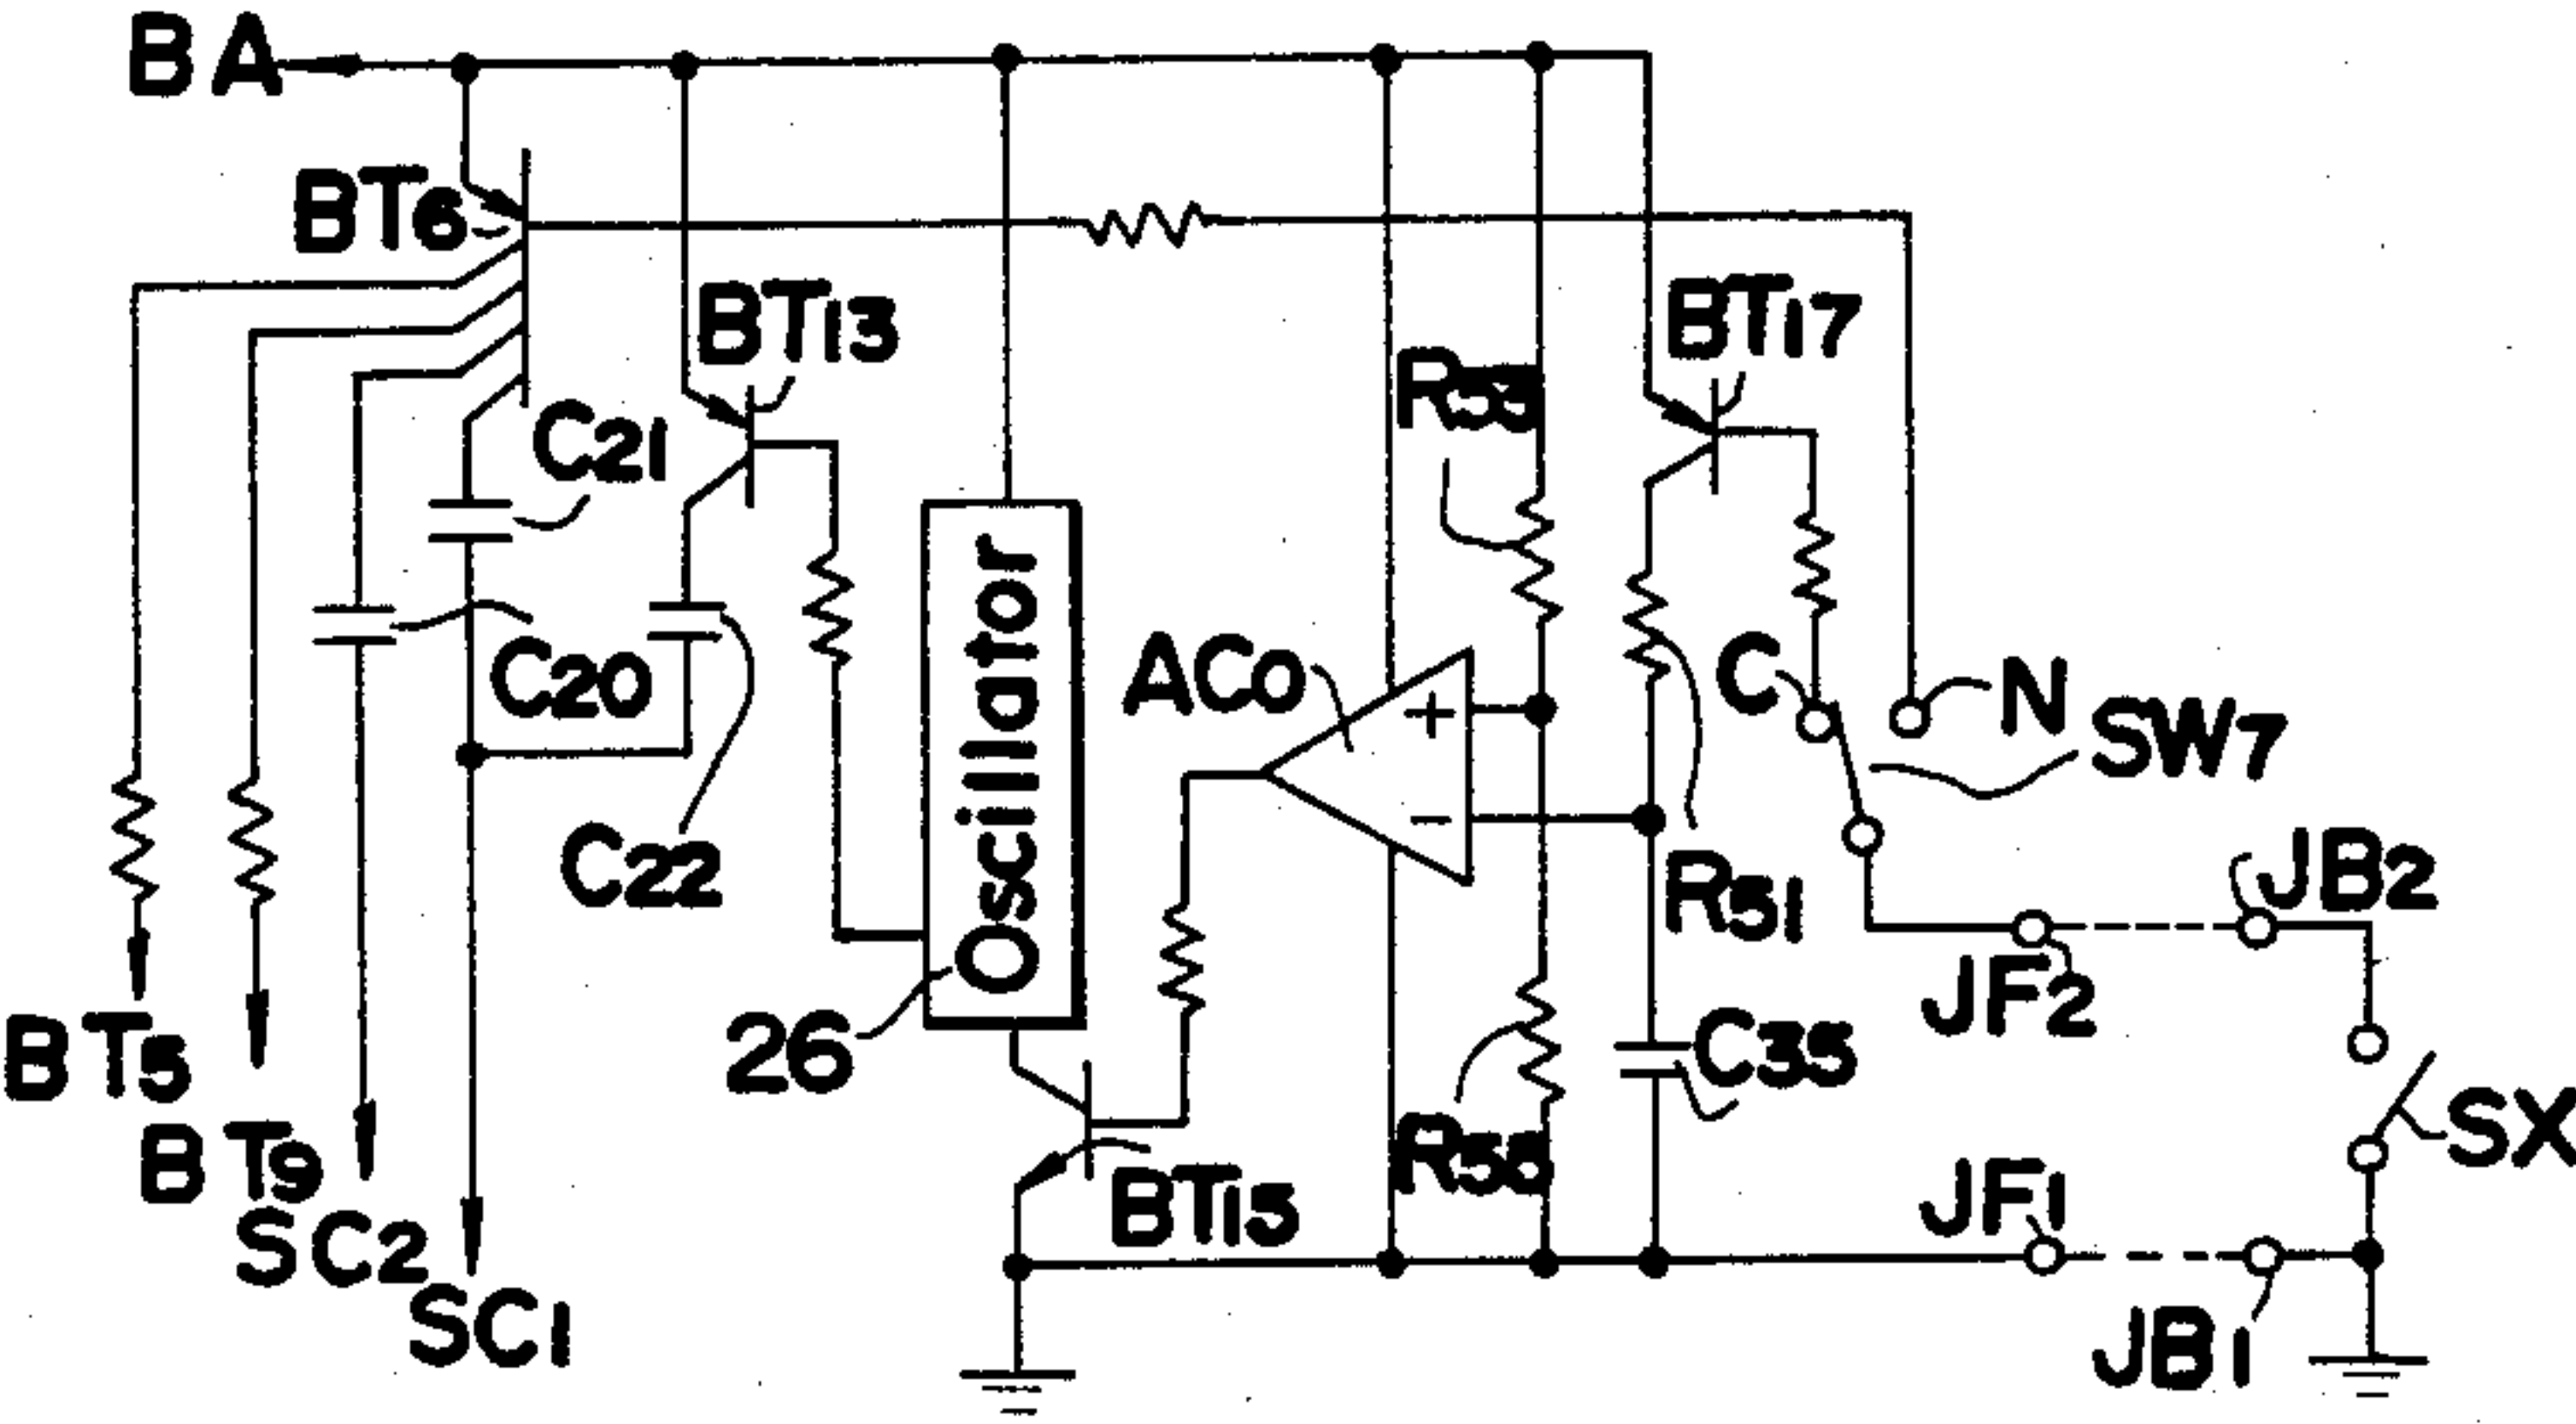 BA
BT6
BT13
BT17
R53
C21
C20
C22
Oscillator
26
AC0
+
-
C
N
SW7
R51
JB2
JF2
C35
SX
BT5
BT9
SC2
SC1
BT15
JF1
JB1